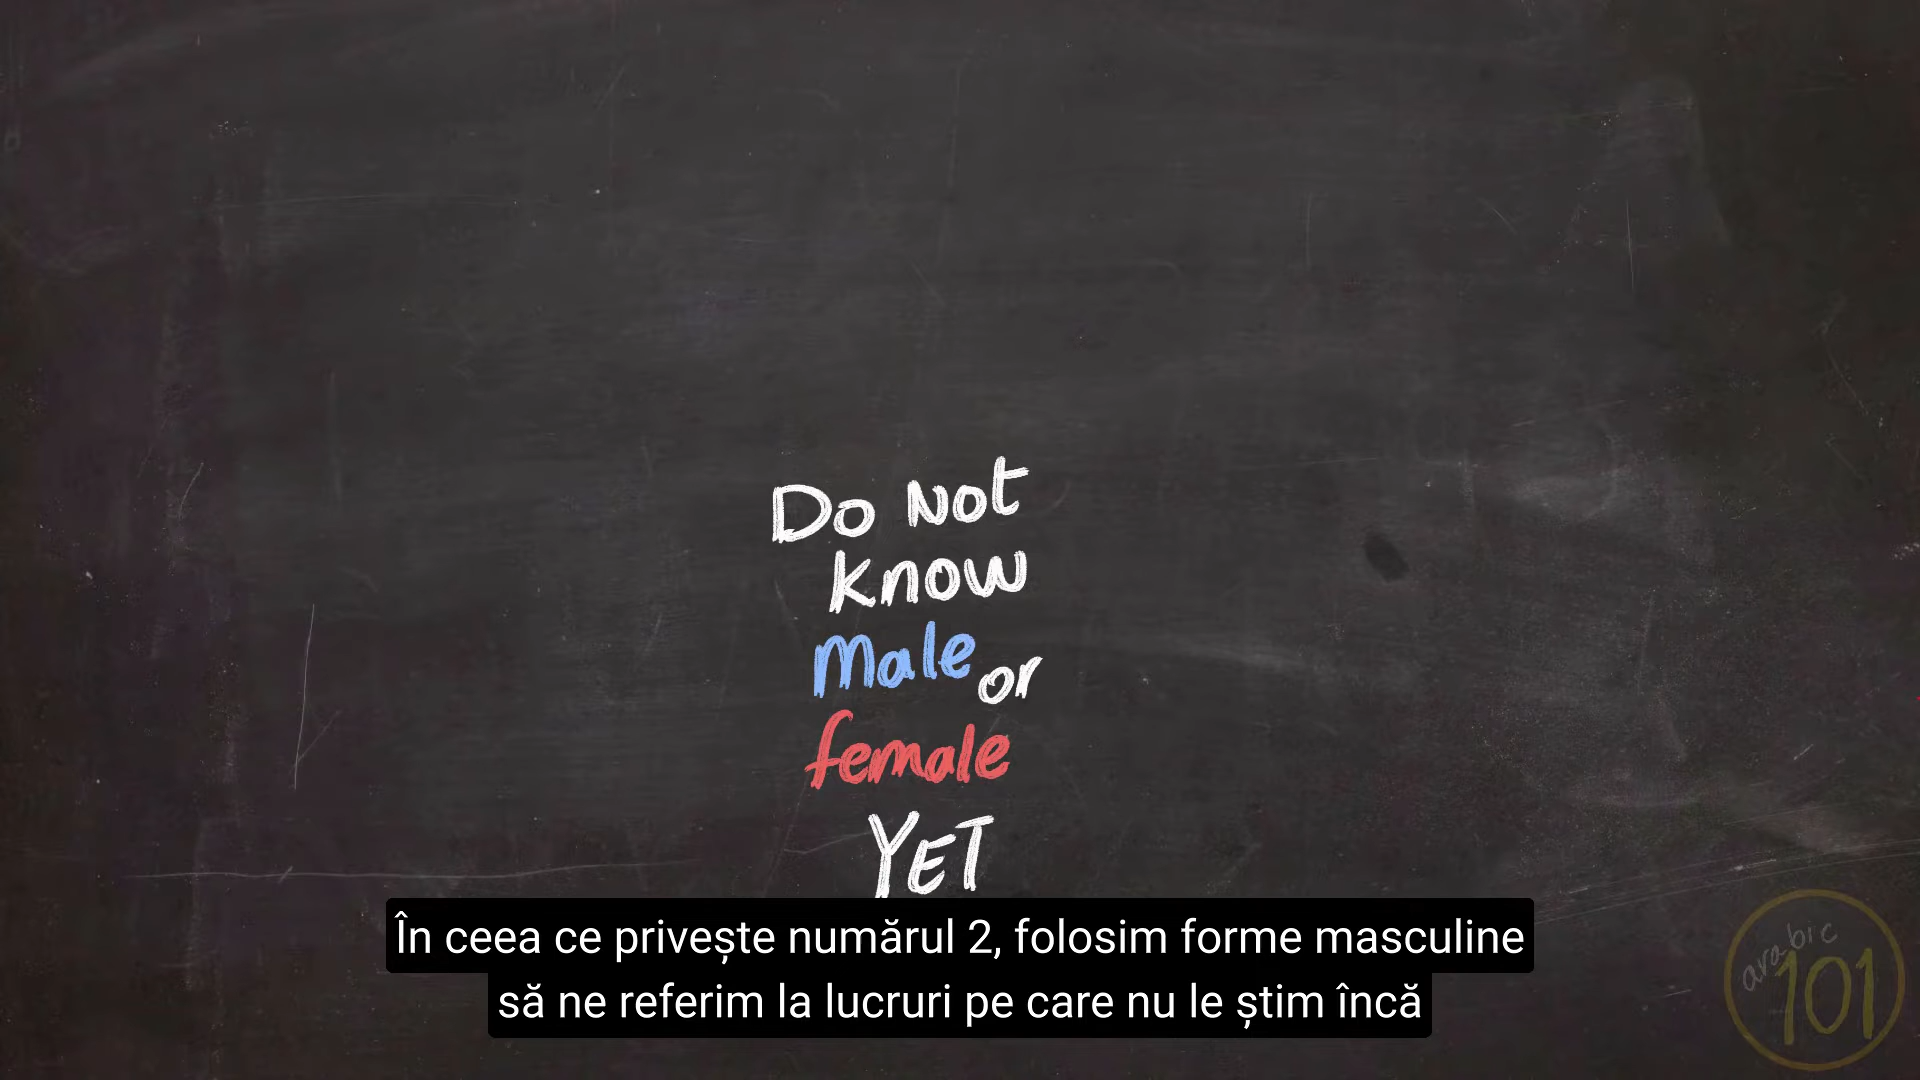 Do Not
know
male or
female
YET
În ceea ce privește numărul 2, folosim forme masculine
să ne referim la lucruri pe care nu le știm încă
arabic
101